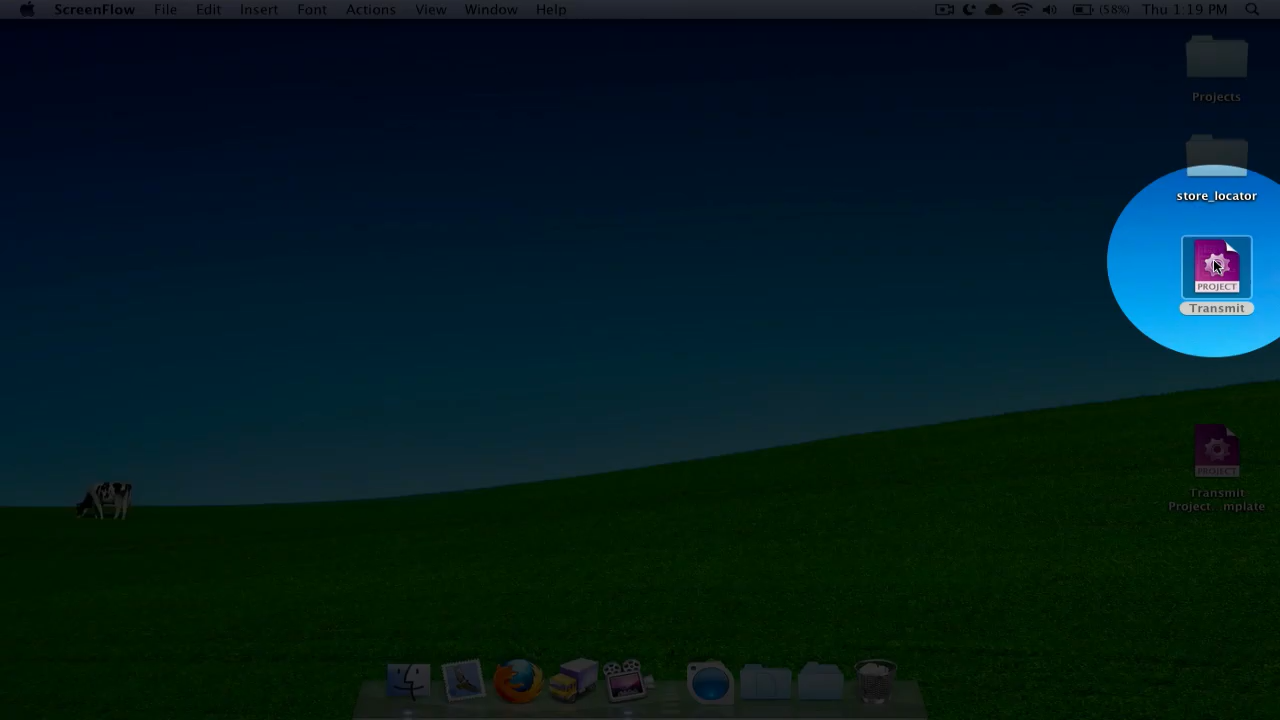 ScreenFlow File Edit Insert Font Actions View Window Help (58%) Thu 1:19 PM
Projects
store_locator
PROJECT
Transmit
PROJECT
Transmit
Project...mplate